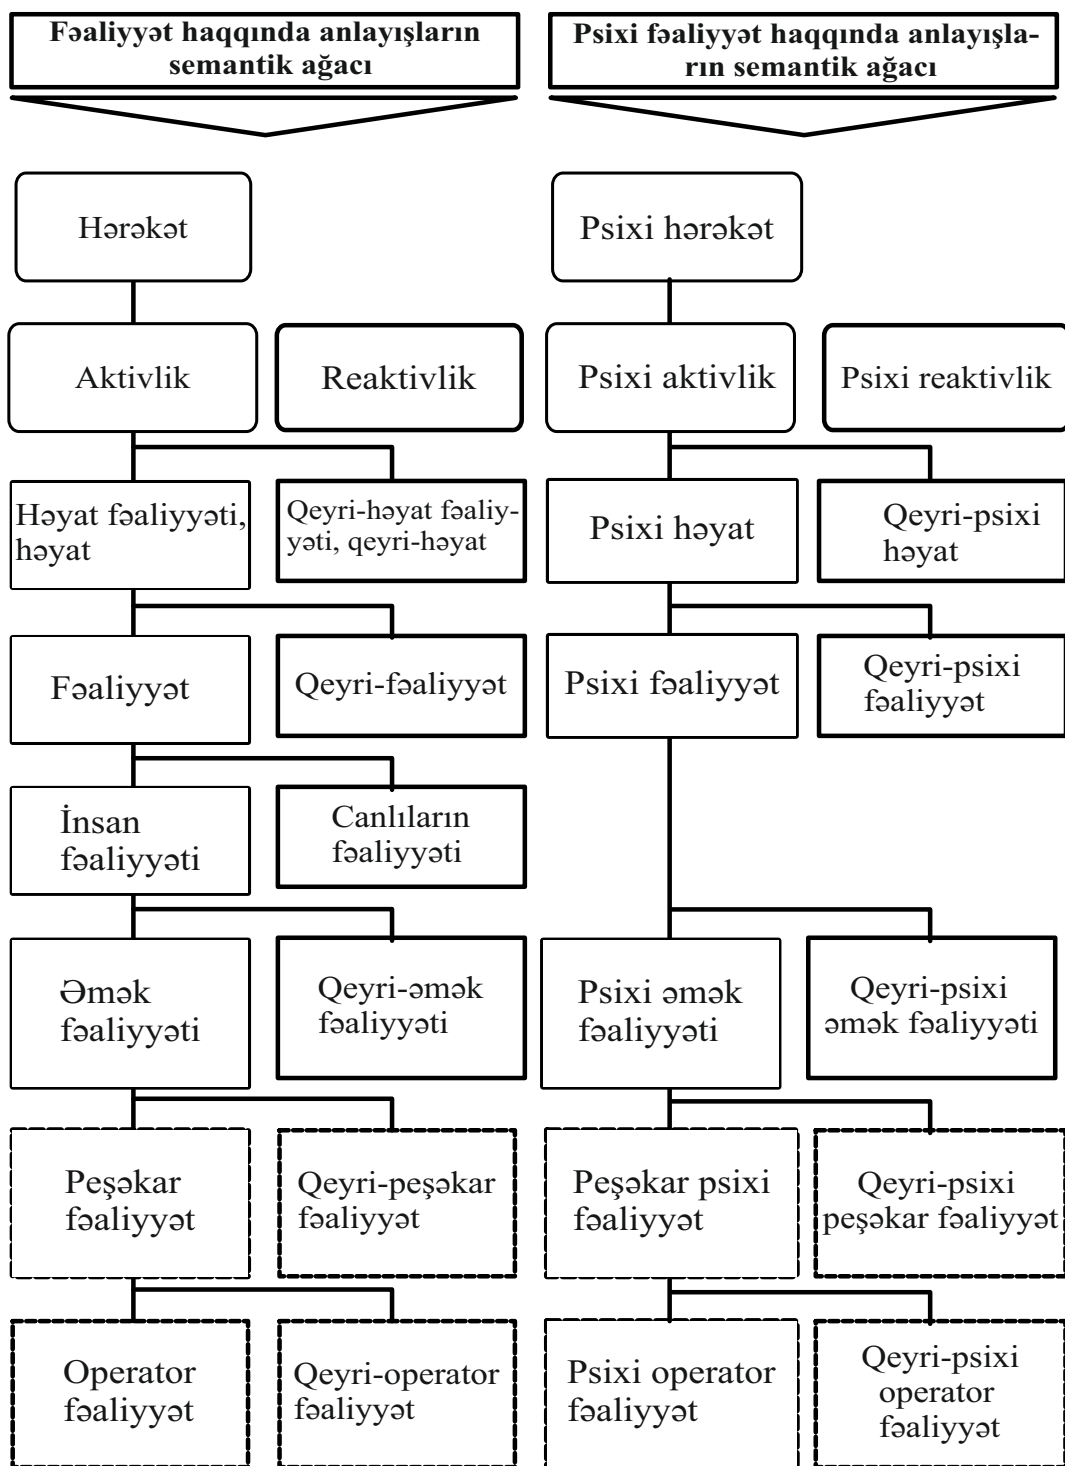 Fəaliyyət haqqında anlayışların
semantik ağacı
Psixi fəaliyyət haqqında anlayışla-
rın semantik ağacı
Hərəkət
Psixi hərəkət
Aktivlik
Reaktivlik
Psixi aktivlik
Psixi reaktivlik
Həyat fəaliyyəti,
həyat
Qeyri-həyat fəaliy-
yəti, qeyri-həyat
Psixi həyat
Qeyri-psixi
həyat
Fəaliyyət
Qeyri-fəaliyyət
Psixi fəaliyyət
Qeyri-psixi
fəaliyyət
İnsan
fəaliyyəti
Canlıların
fəaliyyəti
Əmək
fəaliyyəti
Qeyri-əmək
fəaliyyəti
Psixi əmək
fəaliyyəti
Qeyri-psixi
əmək fəaliyyəti
Peşəkar
fəaliyyət
Qeyri-peşəkar
fəaliyyət
Peşəkar psixi
fəaliyyət
Qeyri-psixi
peşəkar fəaliyyət
Operator
fəaliyyət
Qeyri-operator
fəaliyyət
Psixi operator
fəaliyyət
Qeyri-psixi
operator
fəaliyyət